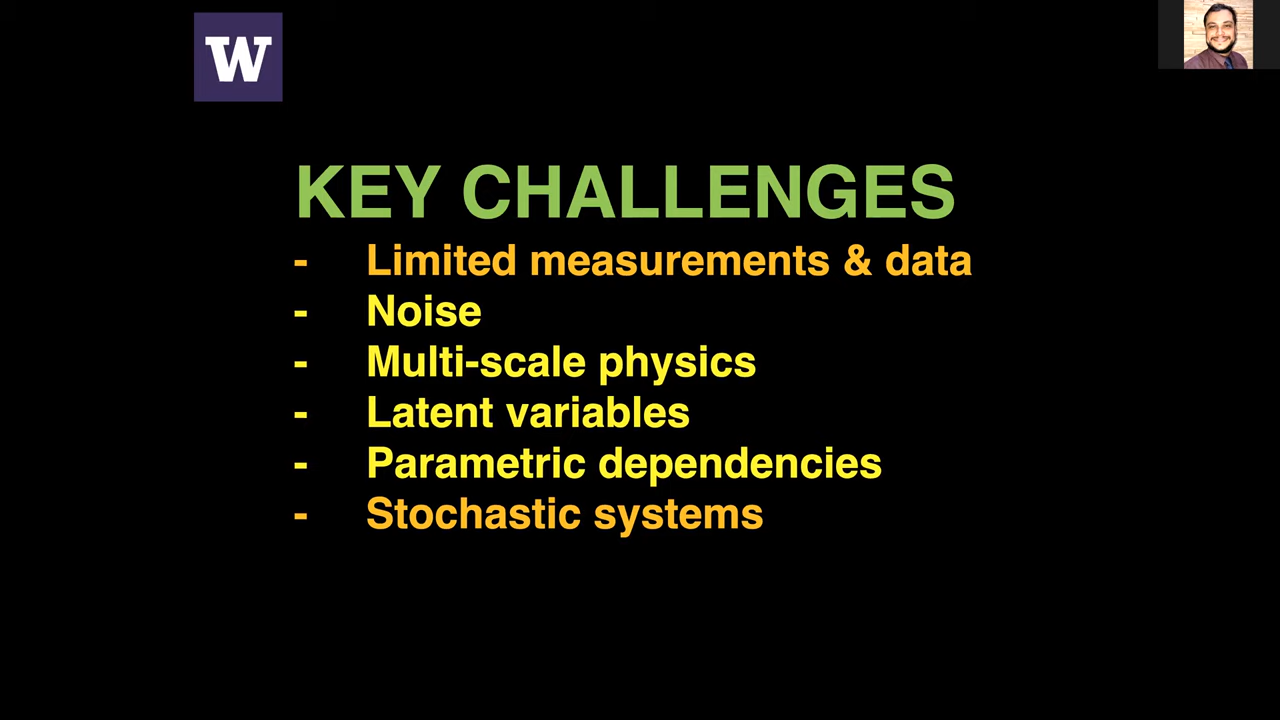 W
KEY CHALLENGES
- Limited measurements & data
- Noise
- Multi-scale physics
- Latent variables
- Parametric dependencies
- Stochastic systems